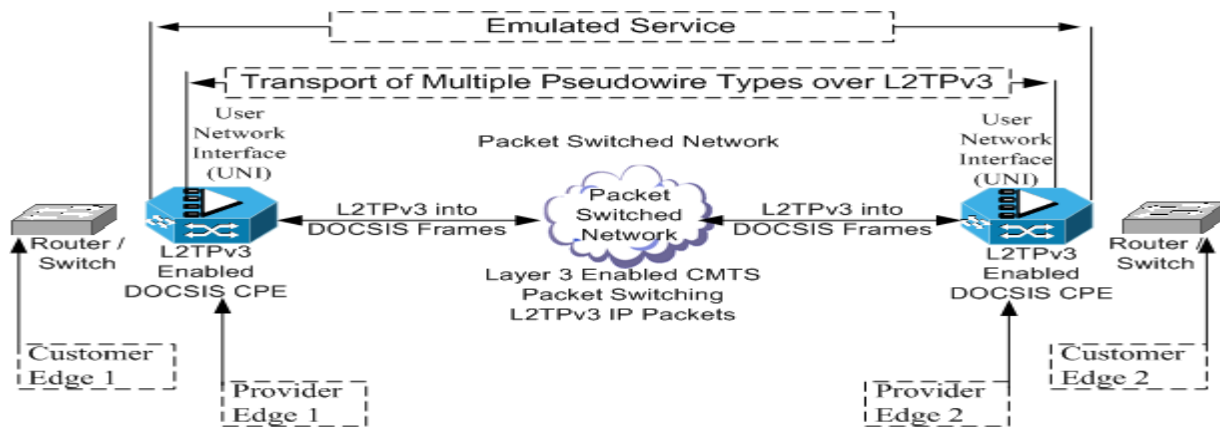 Emulated Service
Transport of Multiple Pseudowire Types over L2TPv3
User
Network
Interface
(UNI)
Packet Switched Network
User
Network
Interface
(UNI)
Packet
Switched
Network
L2TPv3 into
DOCSIS Frames
L2TPv3 into
DOCSIS Frames
Router /
Switch
L2TPv3
Enabled
DOCSIS CPE
Layer 3 Enabled CMTS
Packet Switching
L2TPv3 IP Packets
L2TPv3
Enabled
DOCSIS CPE
Router /
Switch
Customer
Edge 1
Provider
Edge 1
Provider
Edge 2
Customer
Edge 2